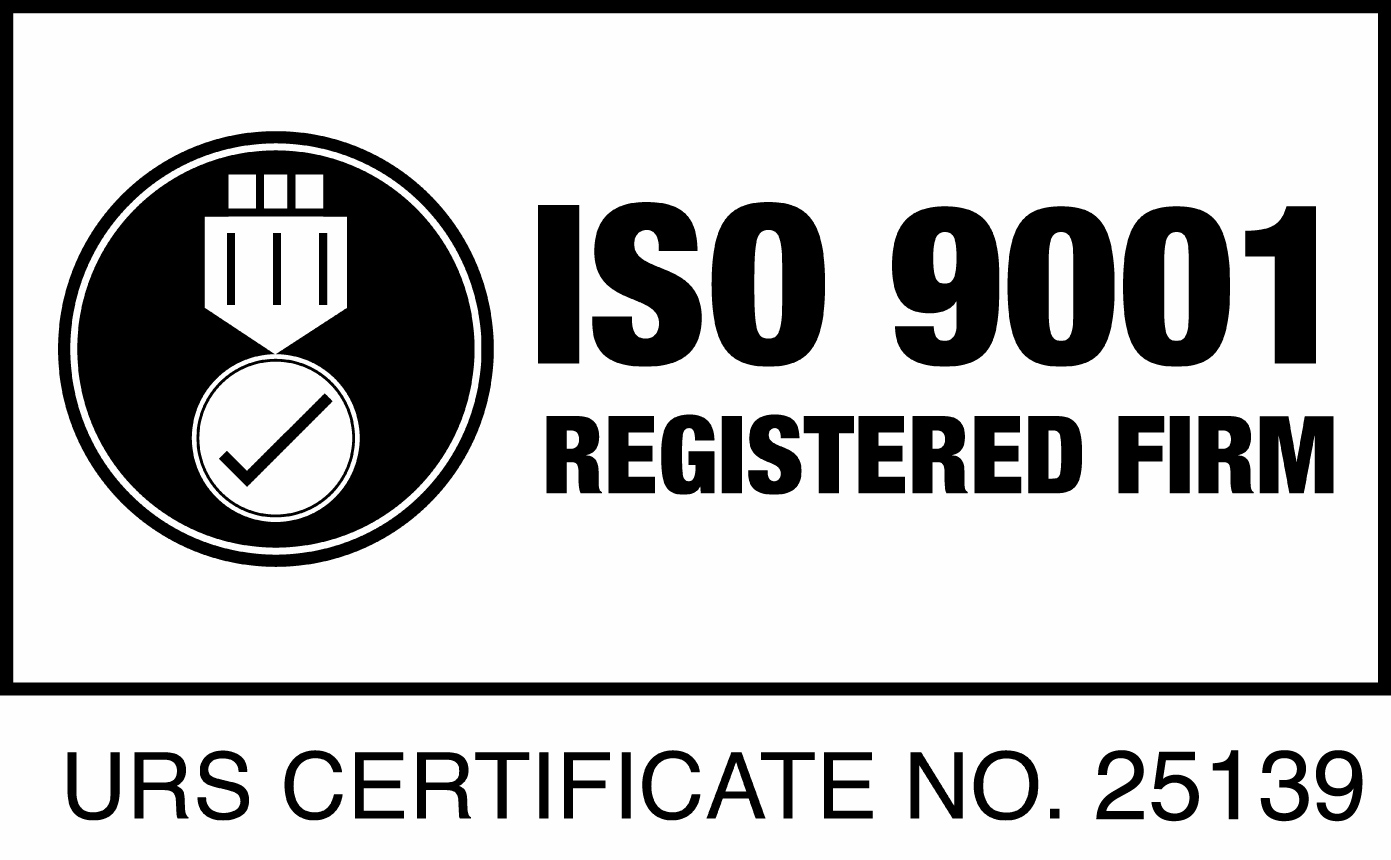 ISO 9001
REGISTERED FIRM
URS CERTIFICATE NO. 25139